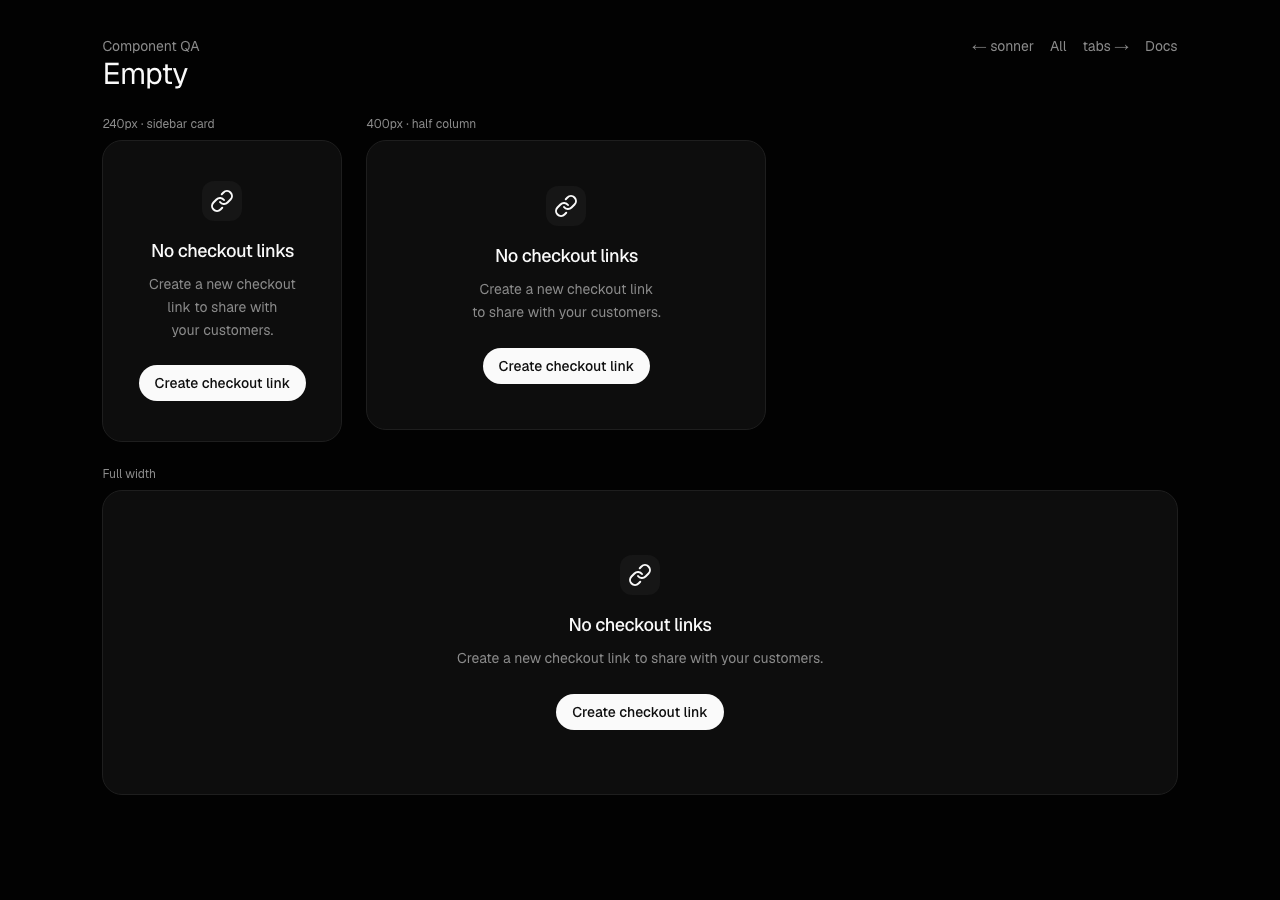 Component QA
← sonner All tabs → Docs
Empty
240px · sidebar card
No checkout links
Create a new checkout
link to share with
your customers.
Create checkout link
400px · half column
No checkout links
Create a new checkout link
to share with your customers.
Create checkout link
Full width
No checkout links
Create a new checkout link to share with your customers.
Create checkout link